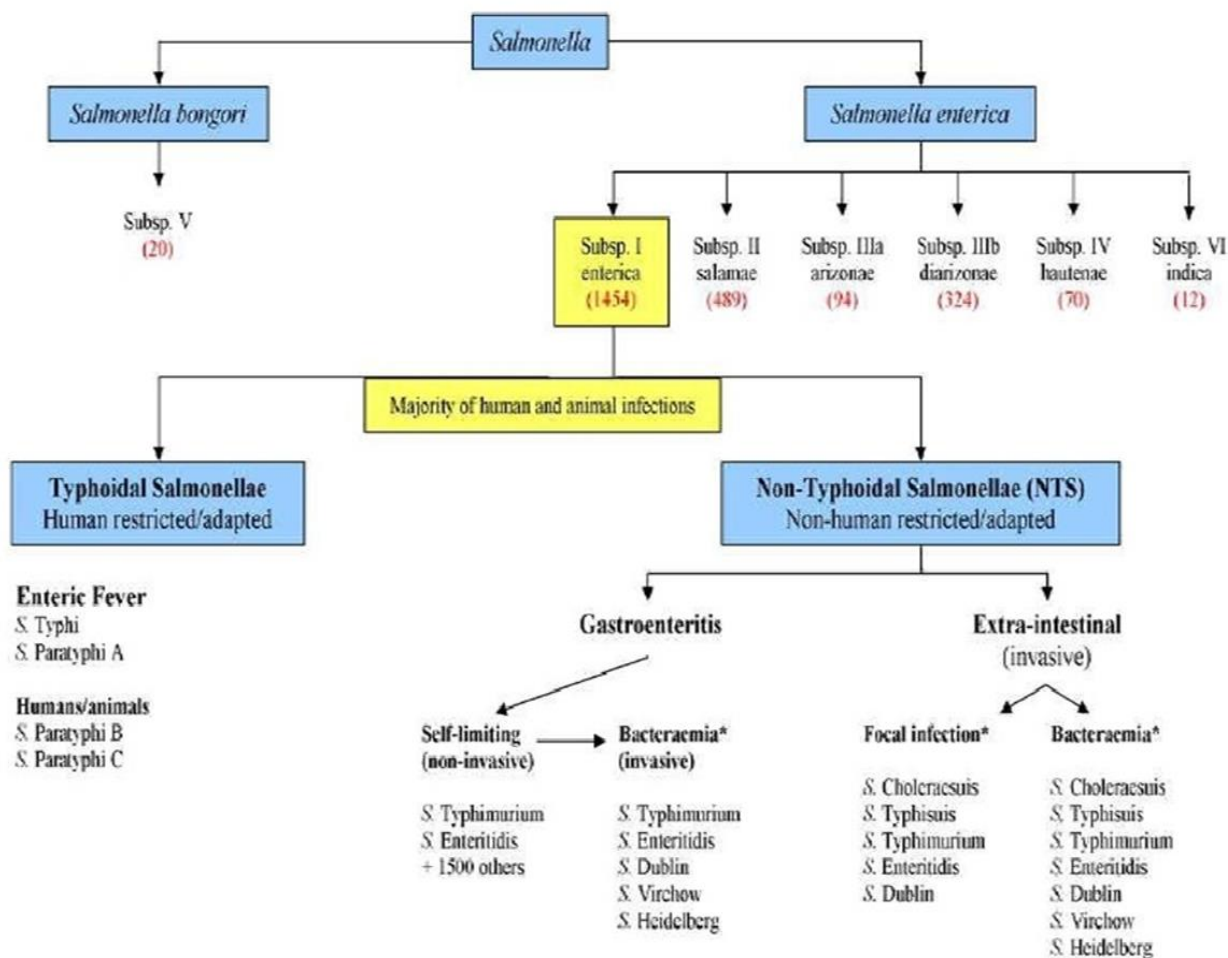 Salmonella
Salmonella bongori
Salmonella enterica
Subsp. V
(20)
Subsp. I
enterica
(1454)
Subsp. II
salamae
(489)
Subsp. IIIa
arizonae
(94)
Subsp. IIIb
diarizonae
(324)
Subsp. IV
hautenae
(70)
Subsp. VI
indica
(12)
Majority of human and animal infections
Typhoidal Salmonellae
Human restricted/adapted
Non-Typhoidal Salmonellae (NTS)
Non-human restricted/adapted
Enteric Fever
S. Typhi
S. Paratyphi A
Humans/animals
S. Paratyphi B
S. Paratyphi C
Gastroenteritis
Extra-intestinal
(invasive)
Self-limiting
(non-invasive)
S. Typhimurium
S. Enteritidis
+ 1500 others
Bacteraemia*
(invasive)
S. Typhimurium
S. Enteritidis
S. Dublin
S. Virchow
S. Heidelberg
Focal infection*
S. Choleraesuis
S. Typhisuis
S. Typhimurium
S. Enteritidis
S. Dublin
Bacteraemia*
S. Choleraesuis
S. Typhisuis
S. Typhimurium
S. Enteritidis
S. Dublin
S. Virchow
S. Heidelberg